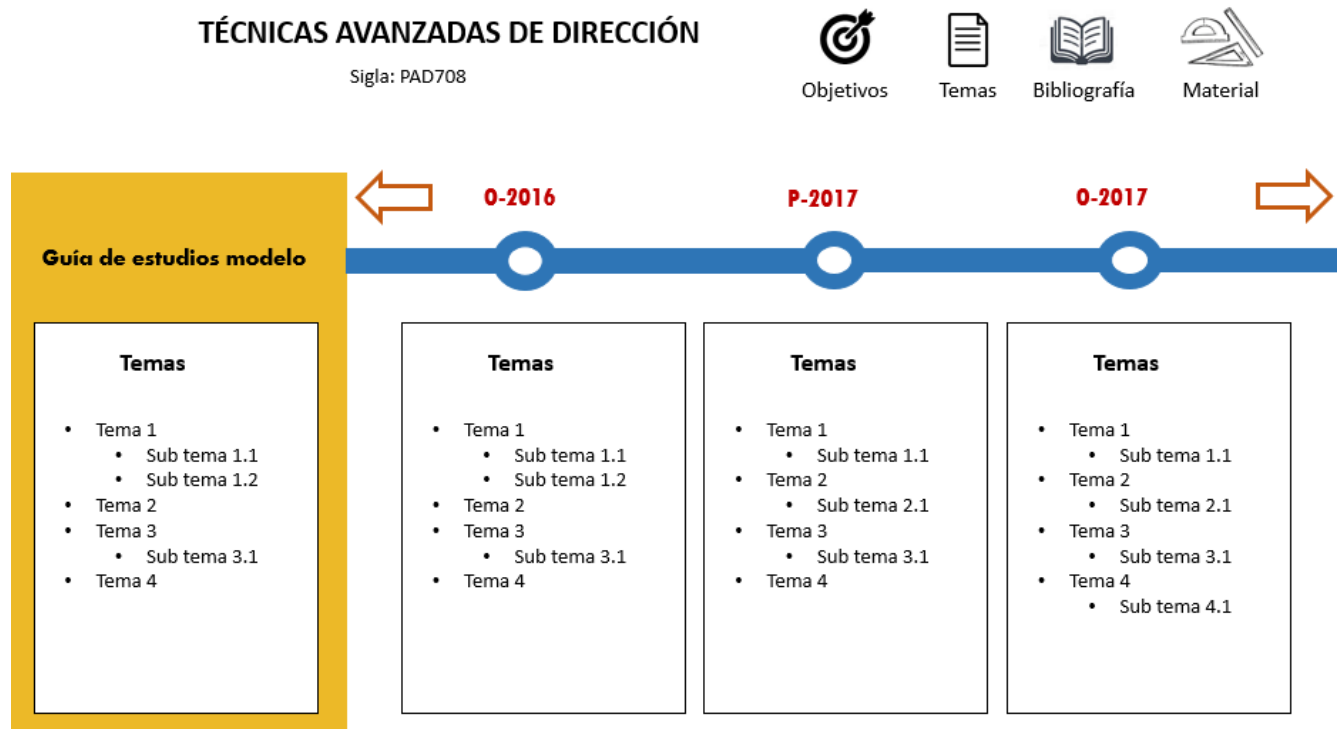 TÉCNICAS AVANZADAS DE DIRECCIÓN
Sigla: PAD708
Objetivos
Temas
Bibliografía
Material
Guía de estudios modelo
O-2016
P-2017
O-2017
Temas
• Tema 1
• Sub tema 1.1
• Sub tema 1.2
• Tema 2
• Tema 3
• Sub tema 3.1
• Tema 4
Temas
• Tema 1
• Sub tema 1.1
• Sub tema 1.2
• Tema 2
• Tema 3
• Sub tema 3.1
• Tema 4
Temas
• Tema 1
• Sub tema 1.1
• Tema 2
• Sub tema 2.1
• Tema 3
• Sub tema 3.1
• Tema 4
Temas
• Tema 1
• Sub tema 1.1
• Tema 2
• Sub tema 2.1
• Tema 3
• Sub tema 3.1
• Tema 4
• Sub tema 4.1